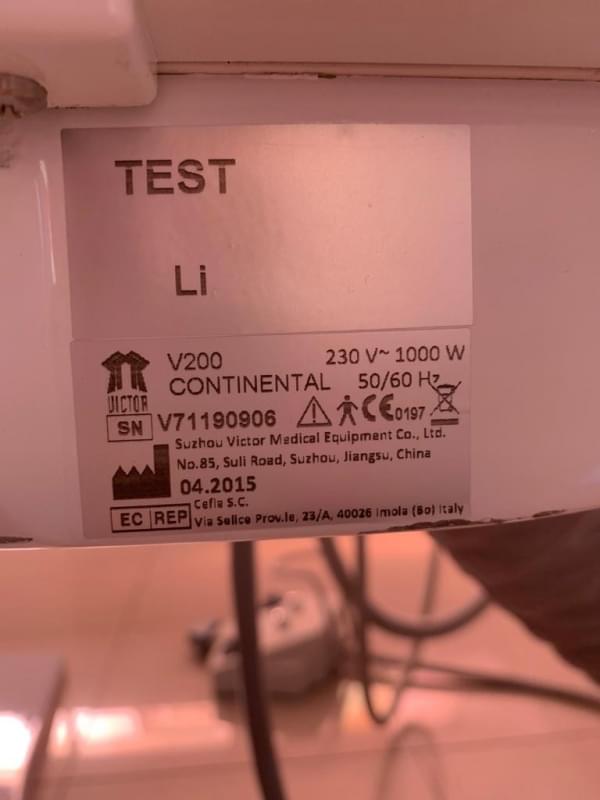 TEST
Li
V200 230 V~ 1000 W
CONTINENTAL 50/60 Hz
VICTOR
SN V71190906 CE0197
Suzhou Victor Medical Equipment Co., Ltd.
No.85, Suli Road, Suzhou, Jiangsu, China
04.2015
Cefla S.C.
EC REP Via Selice Prov.le, 23/A, 40026 Imola (Bo) Italy